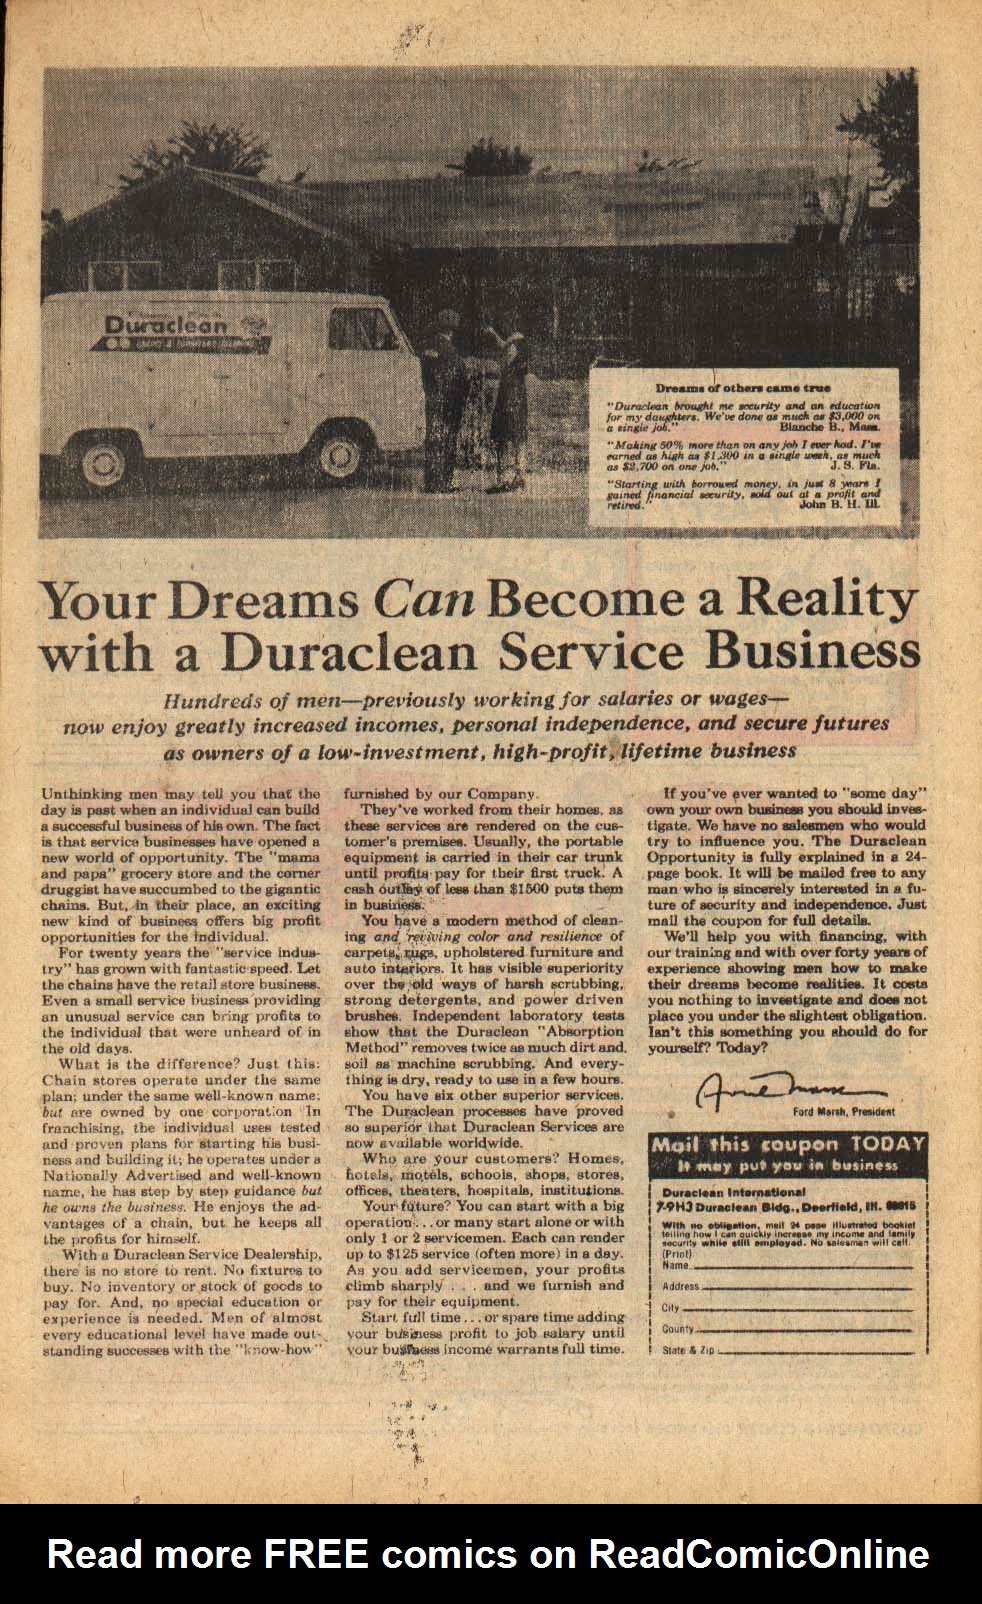 Duraclean
Dreams of others came true
"Duraclean brought me security and an education
for my daughters. We've done as much as $3,000 on
a single job." Blanche B., Mass.
"Making 50% more than on any job I ever had. I've
earned as high as $1,300 in a single week, as much
as $2,700 on one job." J. S. Fla.
"Starting with borrowed money, in just 8 years I
gained financial security, sold out at a profit and
retired." John B. H. Ill.
Your Dreams Can Become a Reality
with a Duraclean Service Business
Hundreds of men—previously working for salaries or wages—
now enjoy greatly increased incomes, personal independence, and secure futures
as owners of a low-investment, high-profit, lifetime business
Unthinking men may tell you that the
day is past when an individual can build
a successful business of his own. The fact
is that service businesses have opened a
new world of opportunity. The "mama
and papa" grocery store and the corner
druggist have succumbed to the gigantic
chains. But, in their place, an exciting
new kind of business offers big profit
opportunities for the individual.
For twenty years the "service indus-
try" has grown with fantastic speed. Let
the chains have the retail store business.
Even a small service business providing
an unusual service can bring profits to
the individual that were unheard of in
the old days.
What is the difference? Just this:
Chain stores operate under the same
plan; under the same well-known name;
but are owned by one corporation. In
franchising, the individual uses tested
and proven plans for starting his busi-
ness and building it; he operates under a
Nationally Advertised and well-known
name, he has step by step guidance but
he owns the business. He enjoys the ad-
vantages of a chain, but he keeps all
the profits for himself.
With a Duraclean Service Dealership,
there is no store to rent. No fixtures to
buy. No inventory or stock of goods to
pay for. And, no special education or
experience is needed. Men of almost
every educational level have made out-
standing successes with the "know-how"
furnished by our Company.
They've worked from their homes, as
these services are rendered on the cus-
tomer's premises. Usually, the portable
equipment is carried in their car trunk
until profits pay for their first truck. A
cash outlay of less than $1500 puts them
in business.
You have a modern method of clean-
ing and reviving color and resilience of
carpets, rugs, upholstered furniture and
auto interiors. It has visible superiority
over the old ways of harsh scrubbing,
strong detergents, and power driven
brushes. Independent laboratory tests
show that the Duraclean "Absorption
Method" removes twice as much dirt and
soil as machine scrubbing. And every-
thing is dry, ready to use in a few hours.
You have six other superior services.
The Duraclean processes have proved
so superior that Duraclean Services are
now available worldwide.
Who are your customers? Homes,
hotels, motels, schools, shops, stores,
offices, theaters, hospitals, institutions.
Your future? You can start with a big
operation . . . or many start alone or with
only 1 or 2 servicemen. Each can render
up to $125 service (often more) in a day.
As you add servicemen, your profits
climb sharply . . . and we furnish and
pay for their equipment.
Start full time . . . or spare time adding
your business profit to job salary until
your business income warrants full time.
If you've ever wanted to "some day"
own your own business you should inves-
tigate. We have no salesmen who would
try to influence you. The Duraclean
Opportunity is fully explained in a 24-
page book. It will be mailed free to any
man who is sincerely interested in a fu-
ture of security and independence. Just
mail the coupon for full details.
We'll help you with financing, with
our training and with over forty years of
experience showing men how to make
their dreams become realities. It costs
you nothing to investigate and does not
place you under the slightest obligation.
Isn't this something you should do for
yourself? Today?
Ford Marsh, President
Mail this coupon TODAY
It may put you in business
Duraclean International
7-9H3 Duraclean Bldg., Deerfield, Ill. 60015
With no obligation, mail 24 page illustrated booklet
telling how I can quickly increase my income and family
security while still employed. No salesman will call.
(Print)
Name
Address
City
County
State & Zip
Read more FREE comics on ReadComicOnline